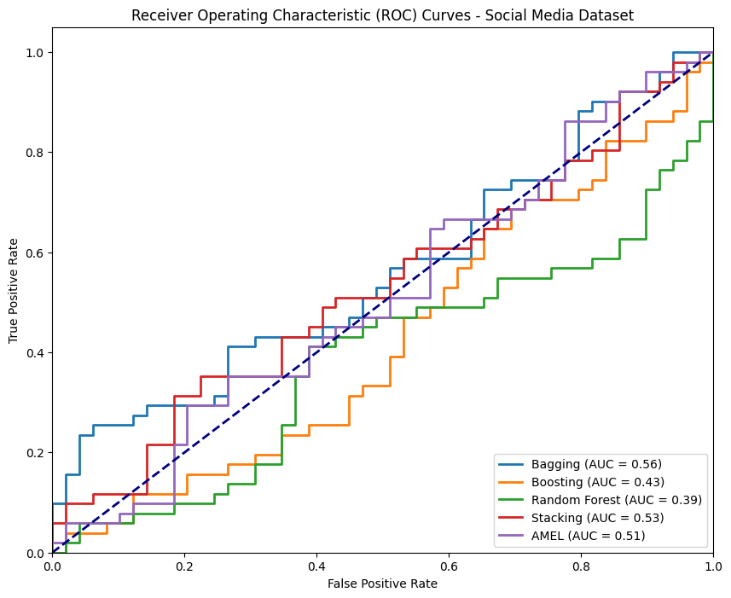 Receiver Operating Characteristic (ROC) Curves - Social Media Dataset
True Positive Rate
1.0
0.8
0.6
0.4
0.2
0.0
0.0 0.2 0.4 0.6 0.8 1.0
False Positive Rate
Bagging (AUC = 0.56)
Boosting (AUC = 0.43)
Random Forest (AUC = 0.39)
Stacking (AUC = 0.53)
AMEL (AUC = 0.51)